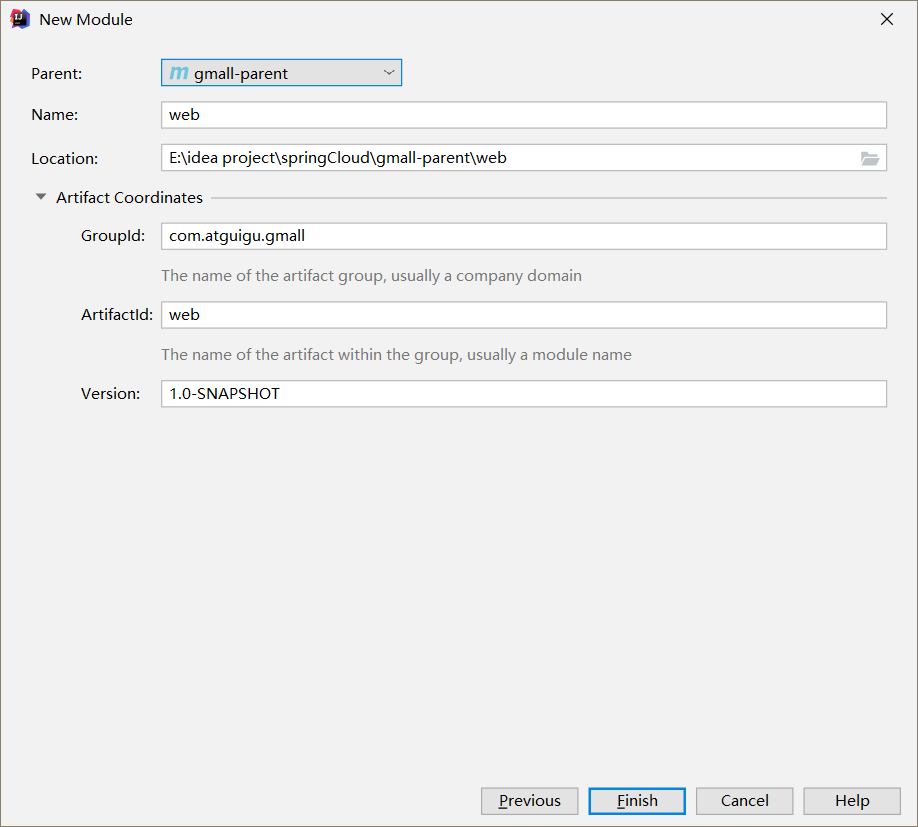 New Module
Parent: gmall-parent
Name: web
Location: E:\idea project\springCloud\gmall-parent\web
Artifact Coordinates
GroupId: com.atguigu.gmall
The name of the artifact group, usually a company domain
ArtifactId: web
The name of the artifact within the group, usually a module name
Version: 1.0-SNAPSHOT
Previous Finish Cancel Help